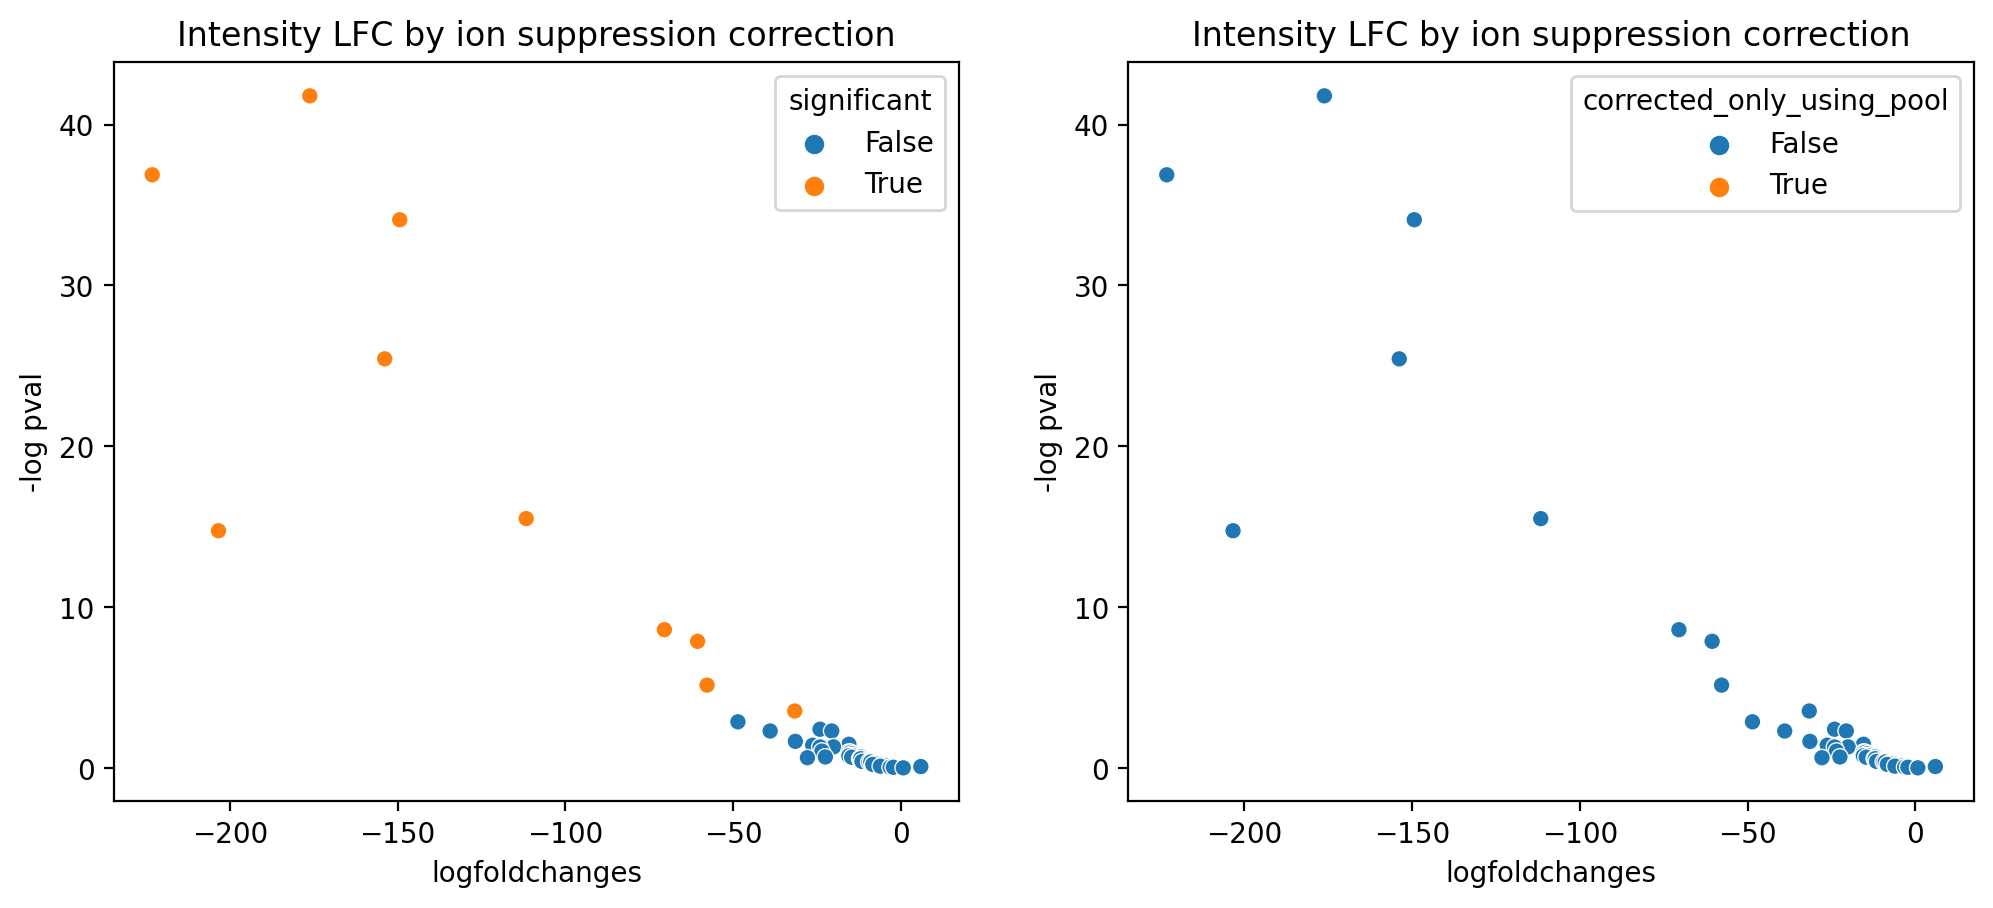 Intensity LFC by ion suppression correction
significant
False
True
40
30
20
10
0
-log pval
−200
−150
−100
−50
0
logfoldchanges
Intensity LFC by ion suppression correction
corrected_only_using_pool
False
True
40
30
20
10
0
-log pval
−200
−150
−100
−50
0
logfoldchanges